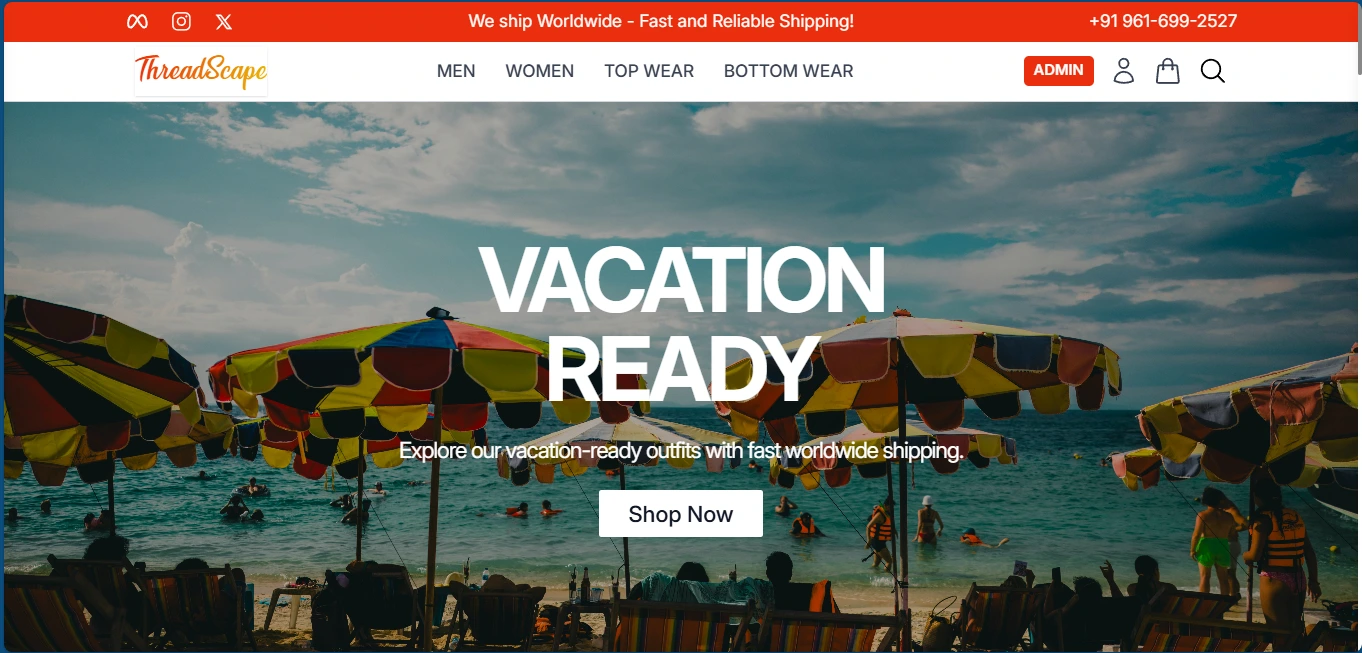 We ship Worldwide - Fast and Reliable Shipping!
+91 961-699-2527
ThreadScape
MEN
WOMEN
TOP WEAR
BOTTOM WEAR
ADMIN
VACATION
READY
Explore our vacation-ready outfits with fast worldwide shipping.
Shop Now